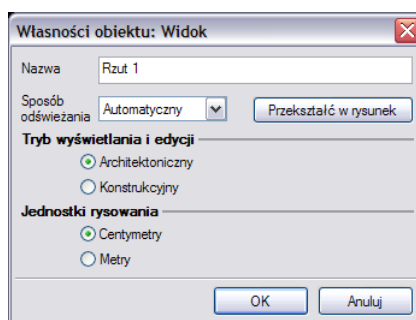 Własności obiektu: Widok
Nazwa
Rzut 1
Sposób
odświeżania
Automatyczny
Przekształć w rysunek
Tryb wyświetlania i edycji
Architektoniczny
Konstrukcyjny
Jednostki rysowania
Centymetry
Metry
OK
Anuluj